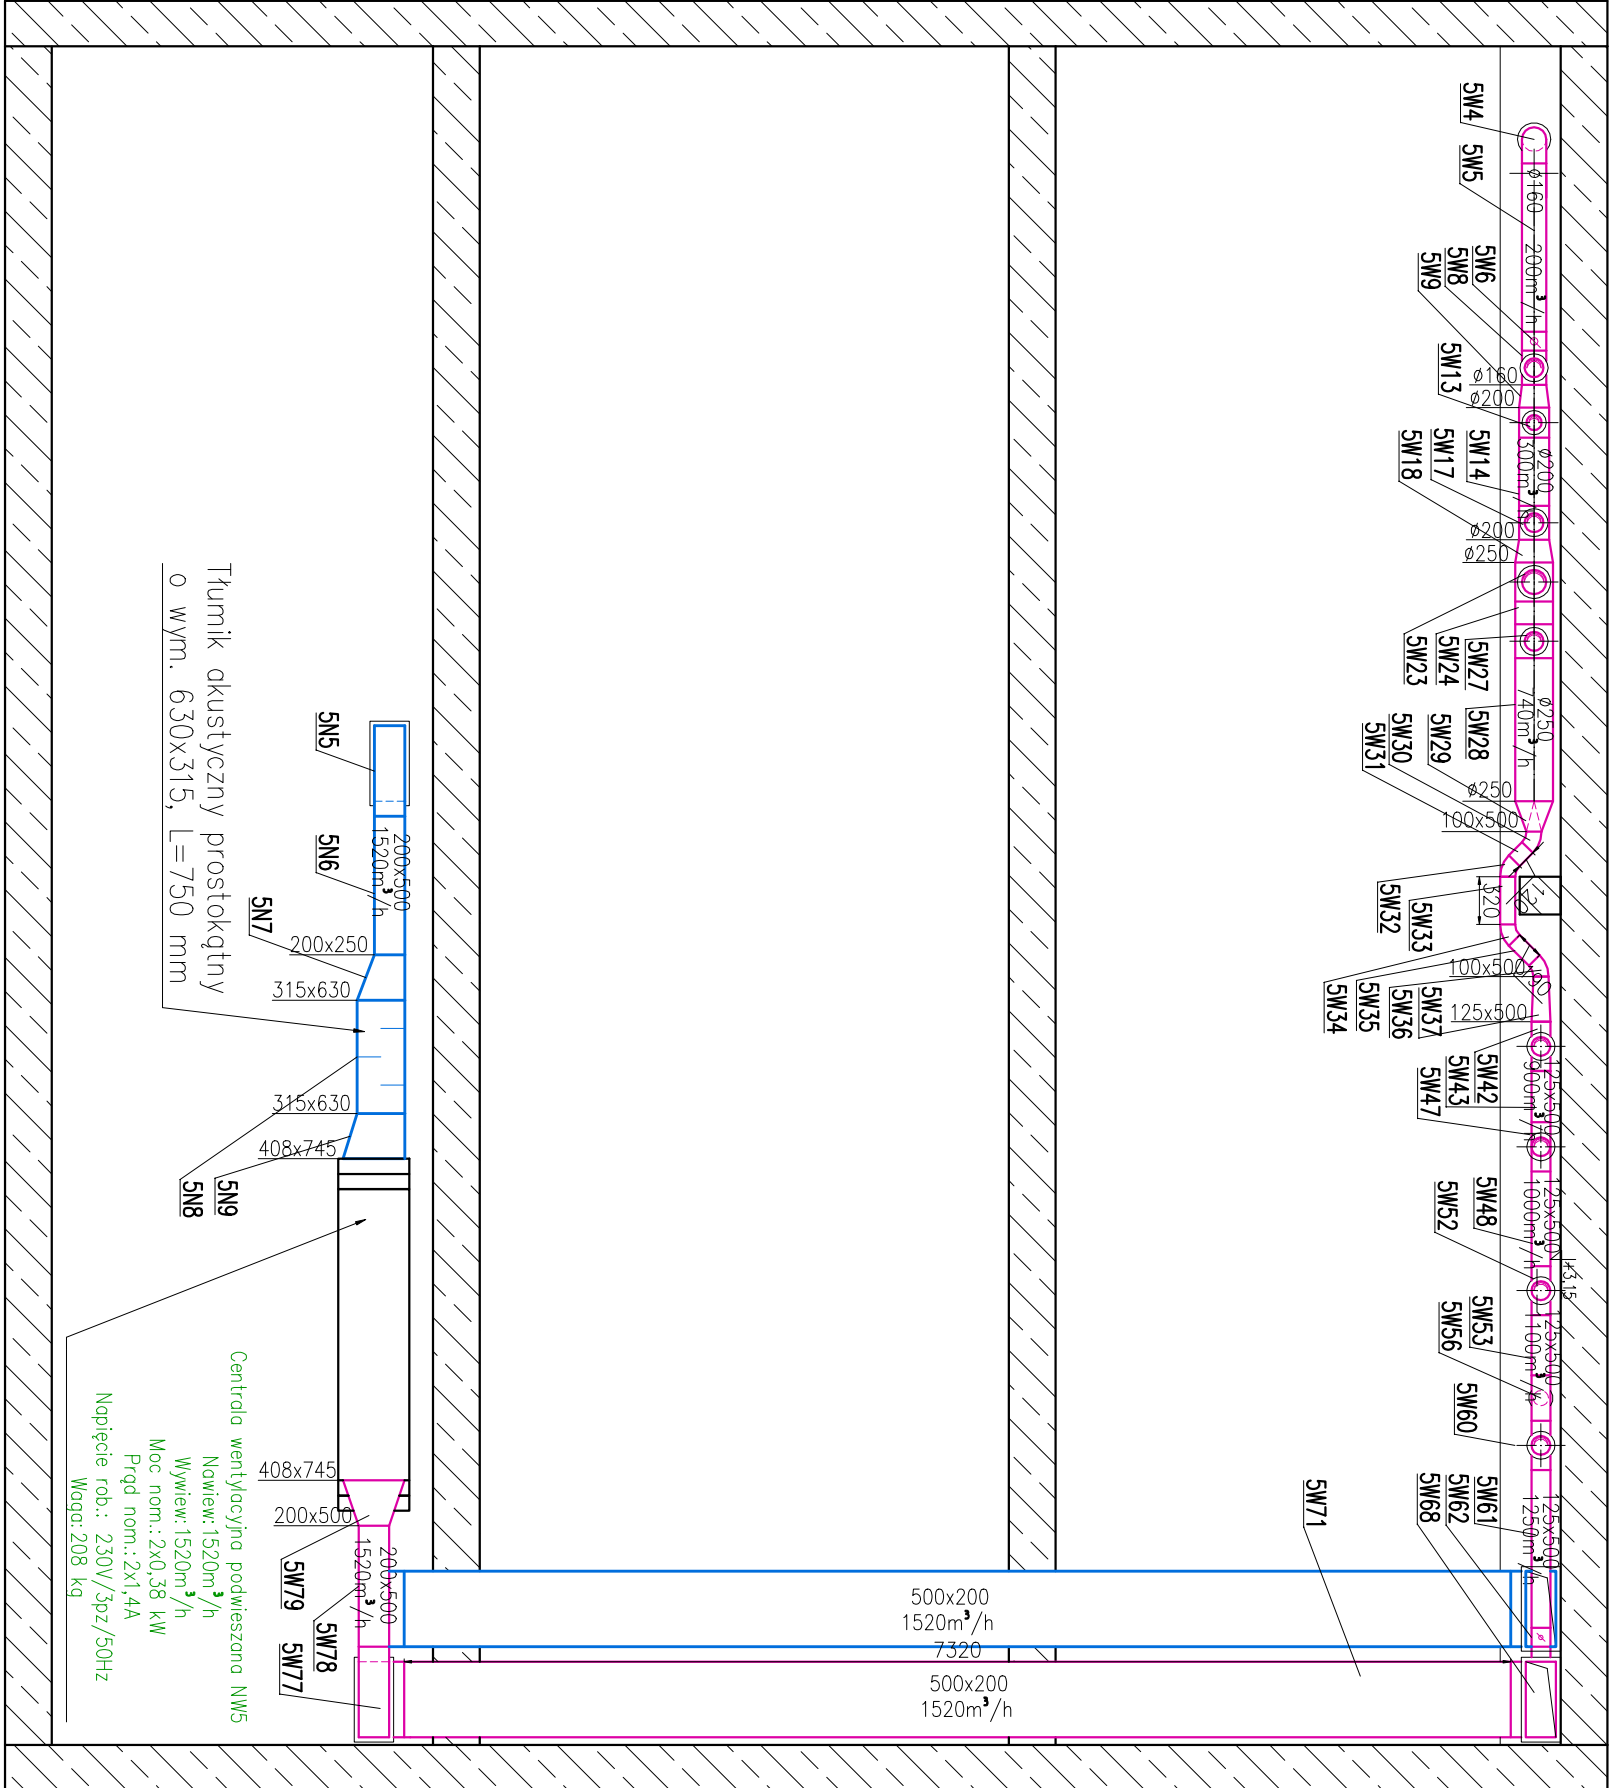 5W4
5W5
ø160
200m³/h
5W6
5W8
5W9
5W13
ø160
ø200
ø200
300m³
5W14
5W17
5W18
ø200
ø250
5W23
5W24
5W27
5W28
ø250
740m³/h
5W29
5W30
5W31
ø250
100x500
5W32
5W33
320
5W34
5W35
5W36
5W37
100x500
125x500
5W42
5W43
5W47
125x500
900m³/h
5W48
5W52
125x500
1000m³/h
+3,15
5W53
5W56
125x500
1100m³/h
5W60
5W61
5W62
5W68
125x500
1250m³/h
5W71
500x200
1520m³/h
7320
500x200
1520m³/h
5N5
5N6
200x500
1520m³/h
5N7
200x250
315x630
315x630
408x745
5N9
5N8
Tłumik akustyczny prostokątny
o wym. 630x315, L=750 mm
408x745
200x500
200x500
1520m³/h
5W79
5W78
5W77
Centrala wentylacyjna podwieszana NW5
Nawiew: 1520m³/h
Wywiew: 1520m³/h
Moc nom.: 2x0,38 kW
Prąd nom.: 2x1,4A
Napięcie rob.: 230V/3pz/50Hz
Waga: 208 kg